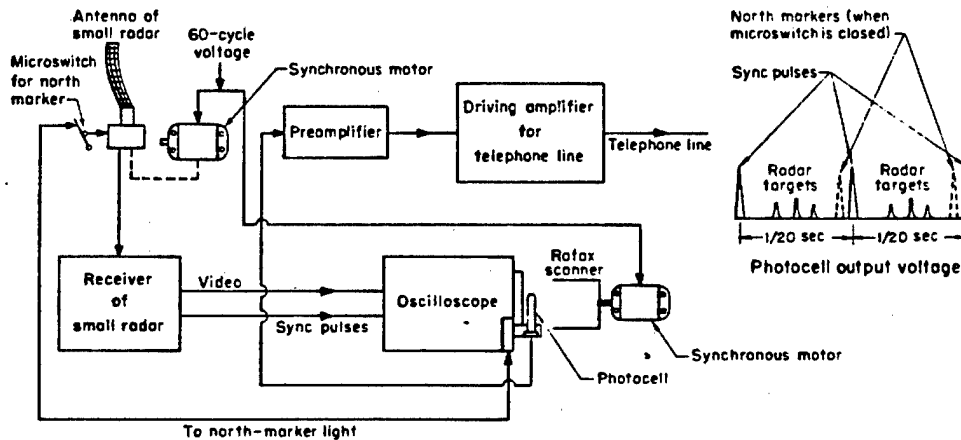 Antenna of
small radar
Microswitch
for north
marker
60-cycle
voltage
Synchronous motor
Preamplifier
Driving amplifier
for
telephone line
Telephone line
North markers (when
microswitch is closed)
Sync pulses
Radar
targets
Radar
targets
1/20 sec
1/20 sec
Photocell output voltage
Receiver
of
small radar
Video
Sync pulses
Oscilloscope
Rafax
scanner
Synchronous motor
Photocell
To north-marker light